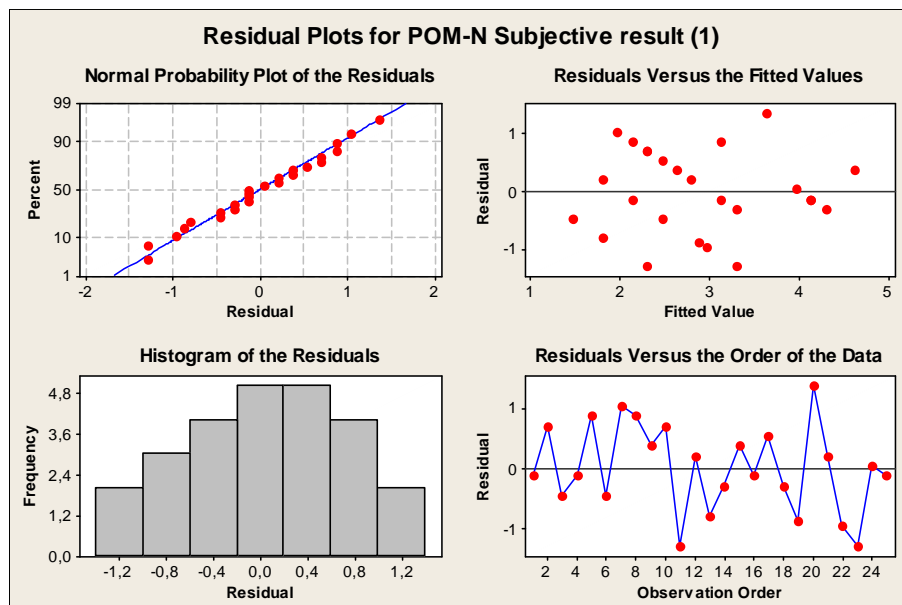 Residual Plots for POM-N Subjective result (1)
Normal Probability Plot of the Residuals
99
90
50
10
1
Percent
-2 -1 0 1 2
Residual
Residuals Versus the Fitted Values
1
0
-1
Residual
1 2 3 4 5
Fitted Value
Histogram of the Residuals
4,8
3,6
2,4
1,2
0,0
Frequency
-1,2 -0,8 -0,4 0,0 0,4 0,8 1,2
Residual
Residuals Versus the Order of the Data
1
0
-1
Residual
2 4 6 8 10 12 14 16 18 20 22 24
Observation Order